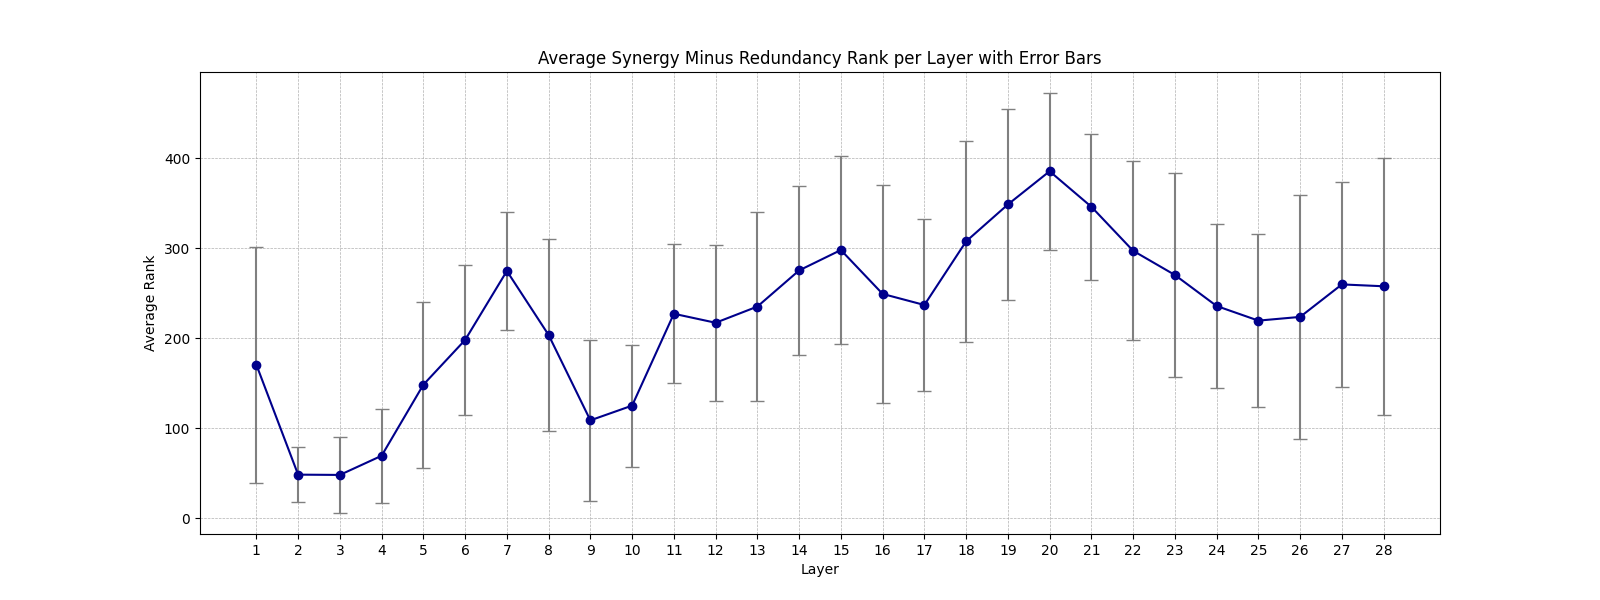 Average Synergy Minus Redundancy Rank per Layer with Error Bars
Average Rank
400
300
200
100
0
1 2 3 4 5 6 7 8 9 10 11 12 13 14 15 16 17 18 19 20 21 22 23 24 25 26 27 28
Layer